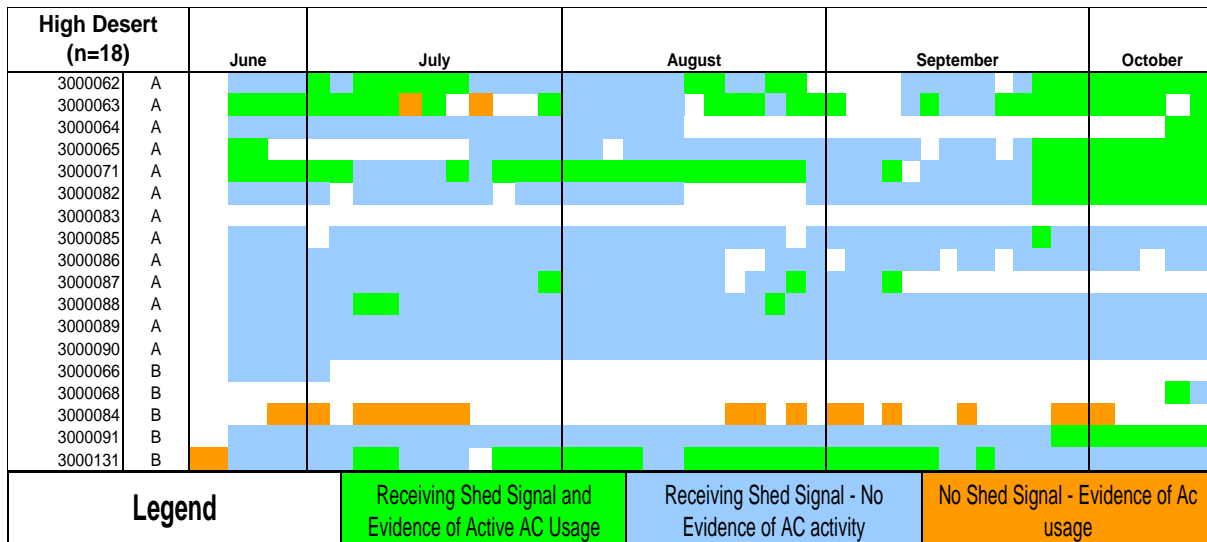 High Desert
(n=18)
June July August September October
3000062 A
3000063 A
3000064 A
3000065 A
3000071 A
3000082 A
3000083 A
3000085 A
3000086 A
3000087 A
3000088 A
3000089 A
3000090 A
3000066 B
3000068 B
3000084 B
3000091 B
3000131 B
Legend
Receiving Shed Signal and
Evidence of Active AC Usage
Receiving Shed Signal - No
Evidence of AC activity
No Shed Signal - Evidence of Ac
usage